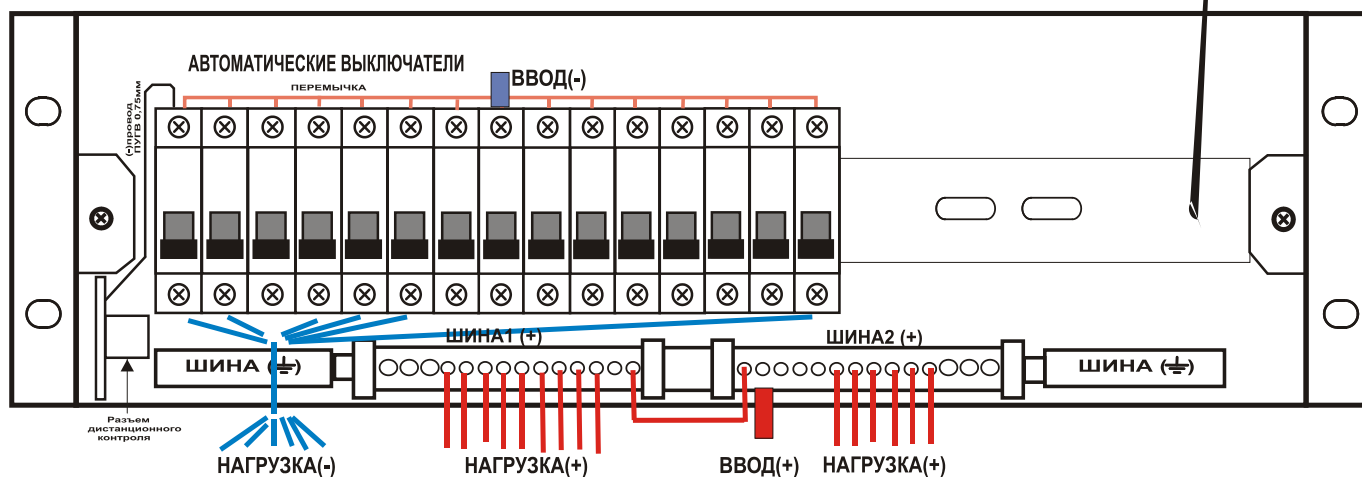 АВТОМАТИЧЕСКИЕ ВЫКЛЮЧАТЕЛИ
ВВОД(-)
ПЕРЕМЫЧКА
(-)провод
ПУГВ 0,75мм
ШИНА1 (+)
ШИНА2 (+)
ШИНА (⏚)
ШИНА (⏚)
Разъем
дистанционного
контроля
НАГРУЗКА(-)
НАГРУЗКА(+)
ВВОД(+)
НАГРУЗКА(+)